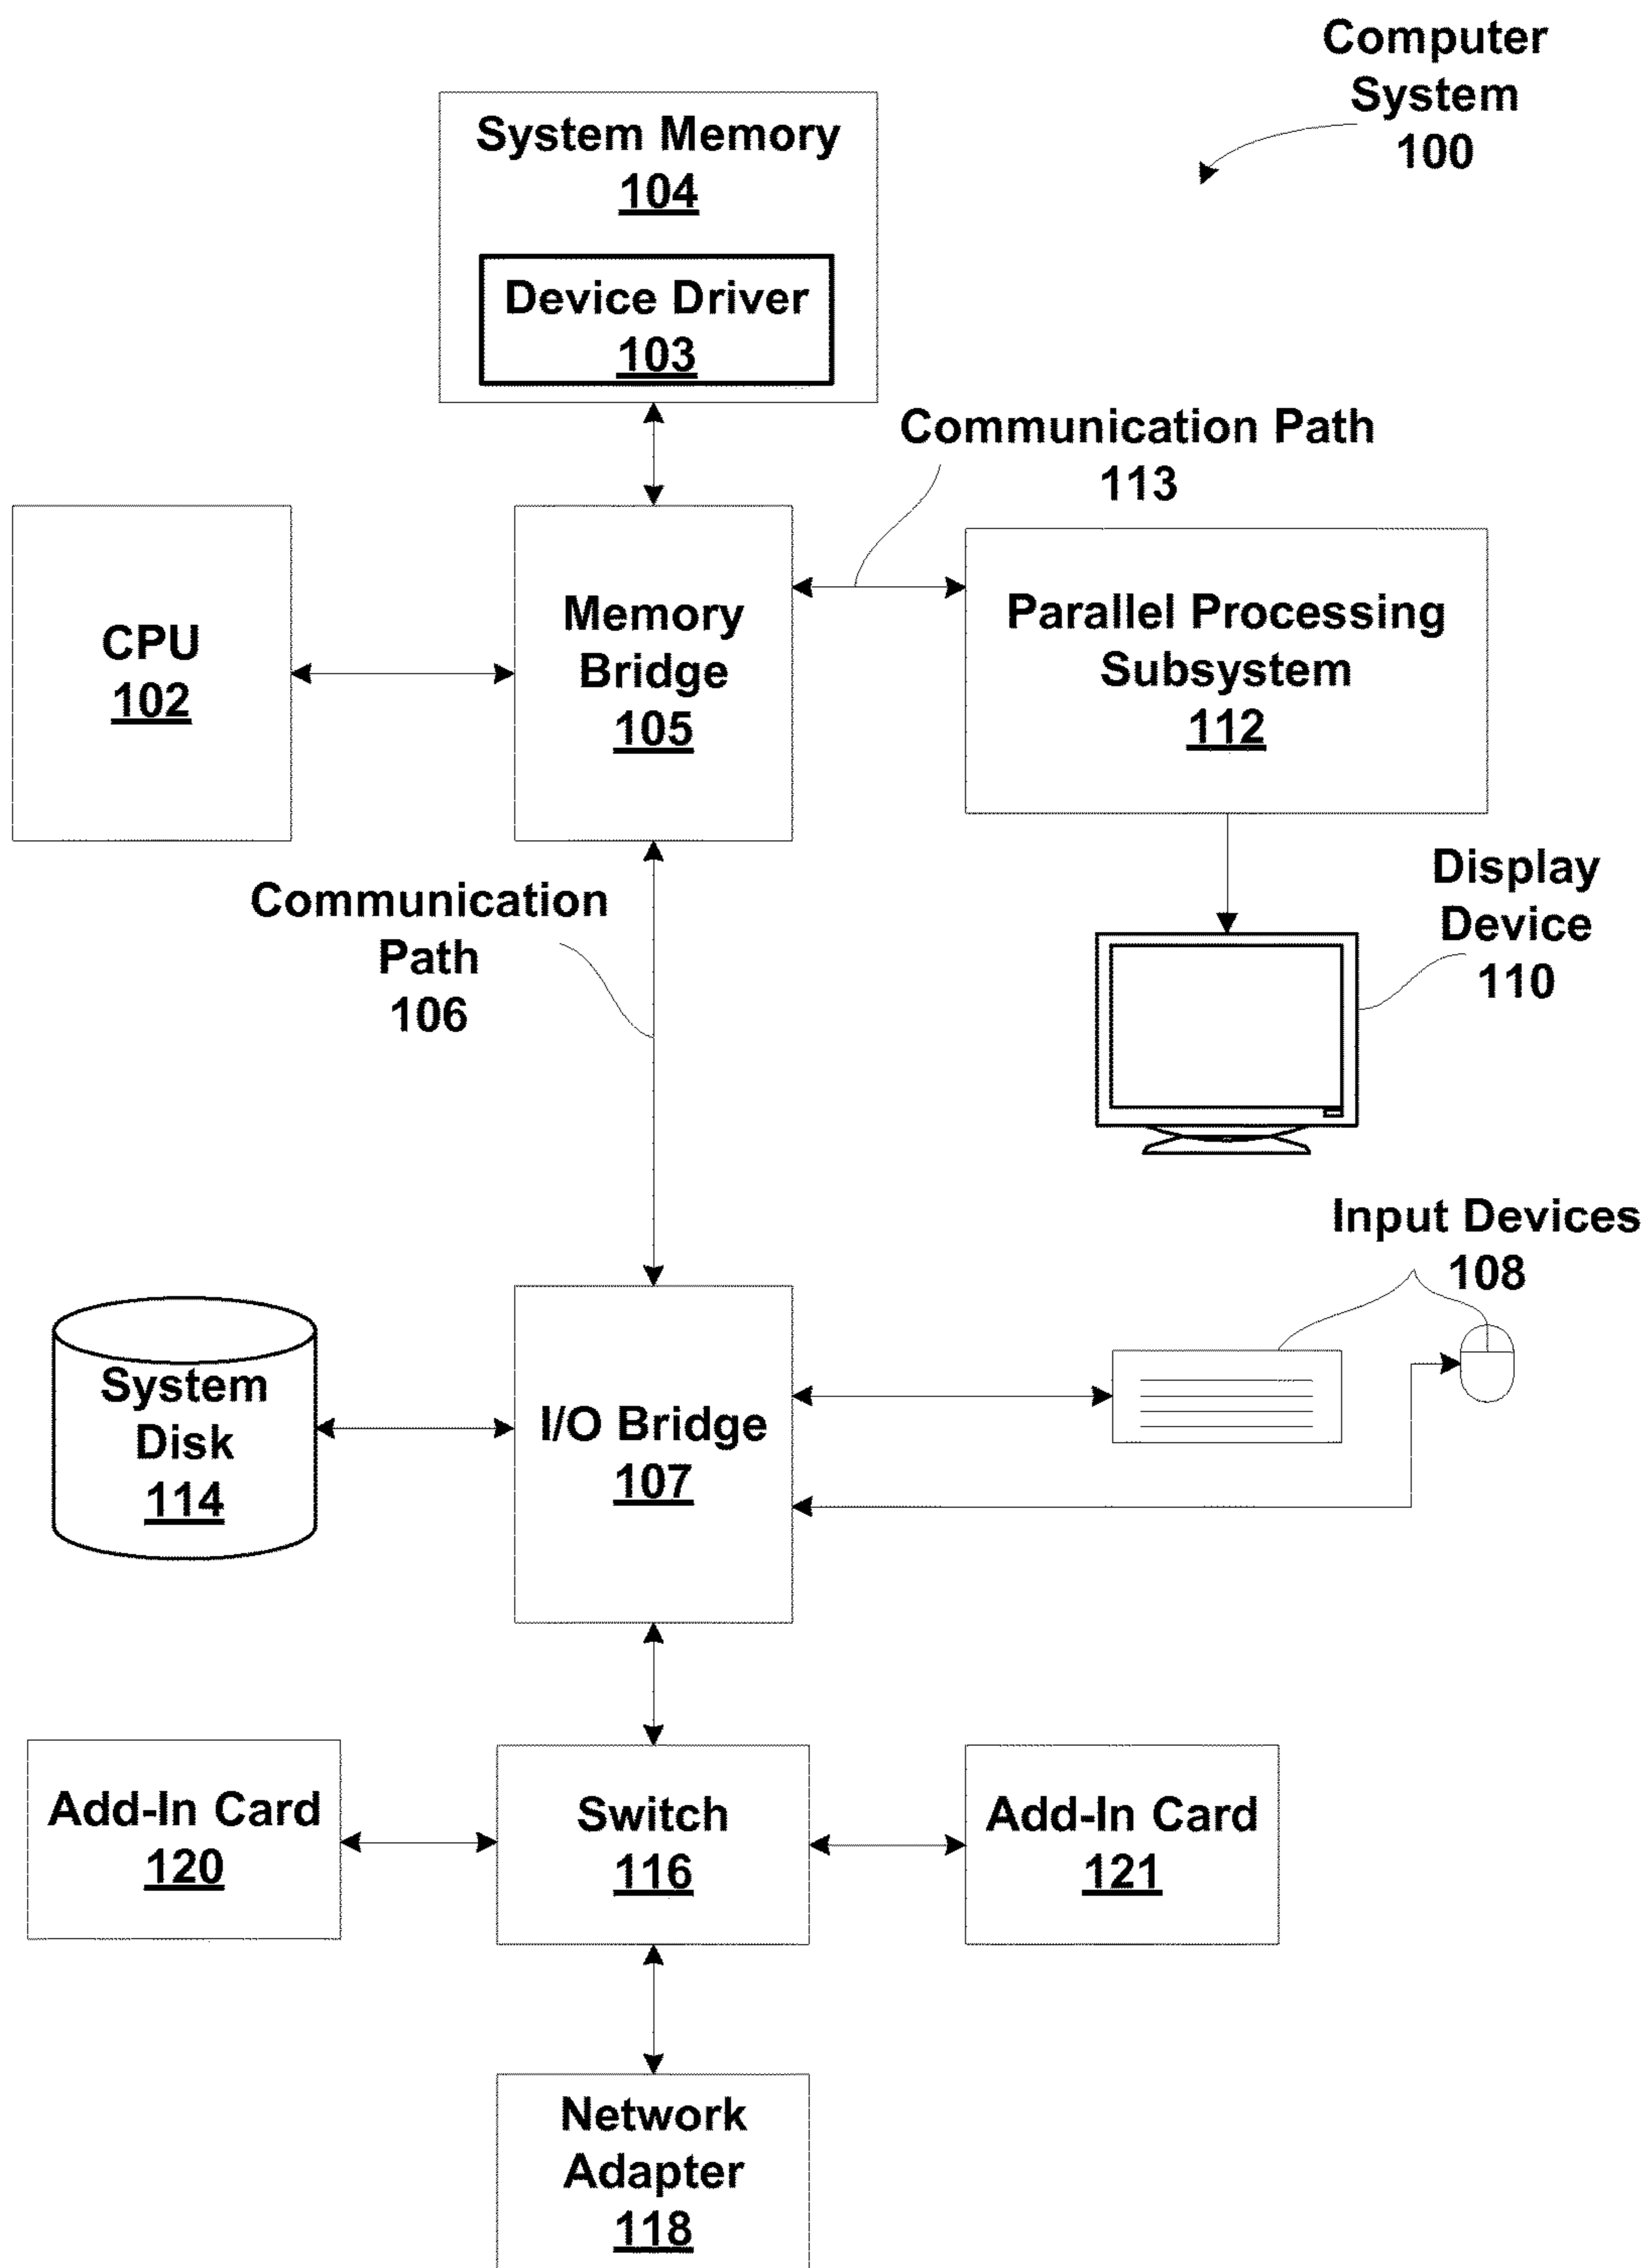 Computer
System
100
System Memory
104
Device Driver
103
Communication Path
113
CPU
102
Memory
Bridge
105
Parallel Processing
Subsystem
112
Communication
Path
106
Display
Device
110
Input Devices
108
System
Disk
114
I/O Bridge
107
Add-In Card
120
Switch
116
Add-In Card
121
Network
Adapter
118